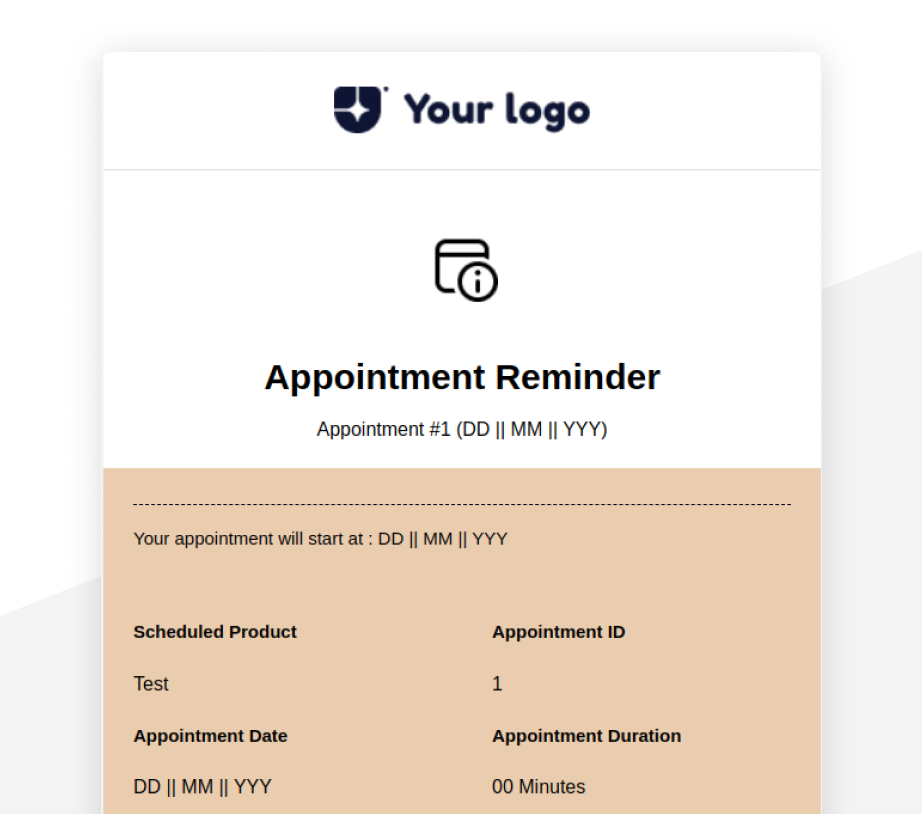 Your logo
Appointment Reminder
Appointment #1 (DD || MM || YYY)
Your appointment will start at : DD || MM || YYY
Scheduled Product
Appointment ID
Test
1
Appointment Date
Appointment Duration
DD || MM || YYY
00 Minutes